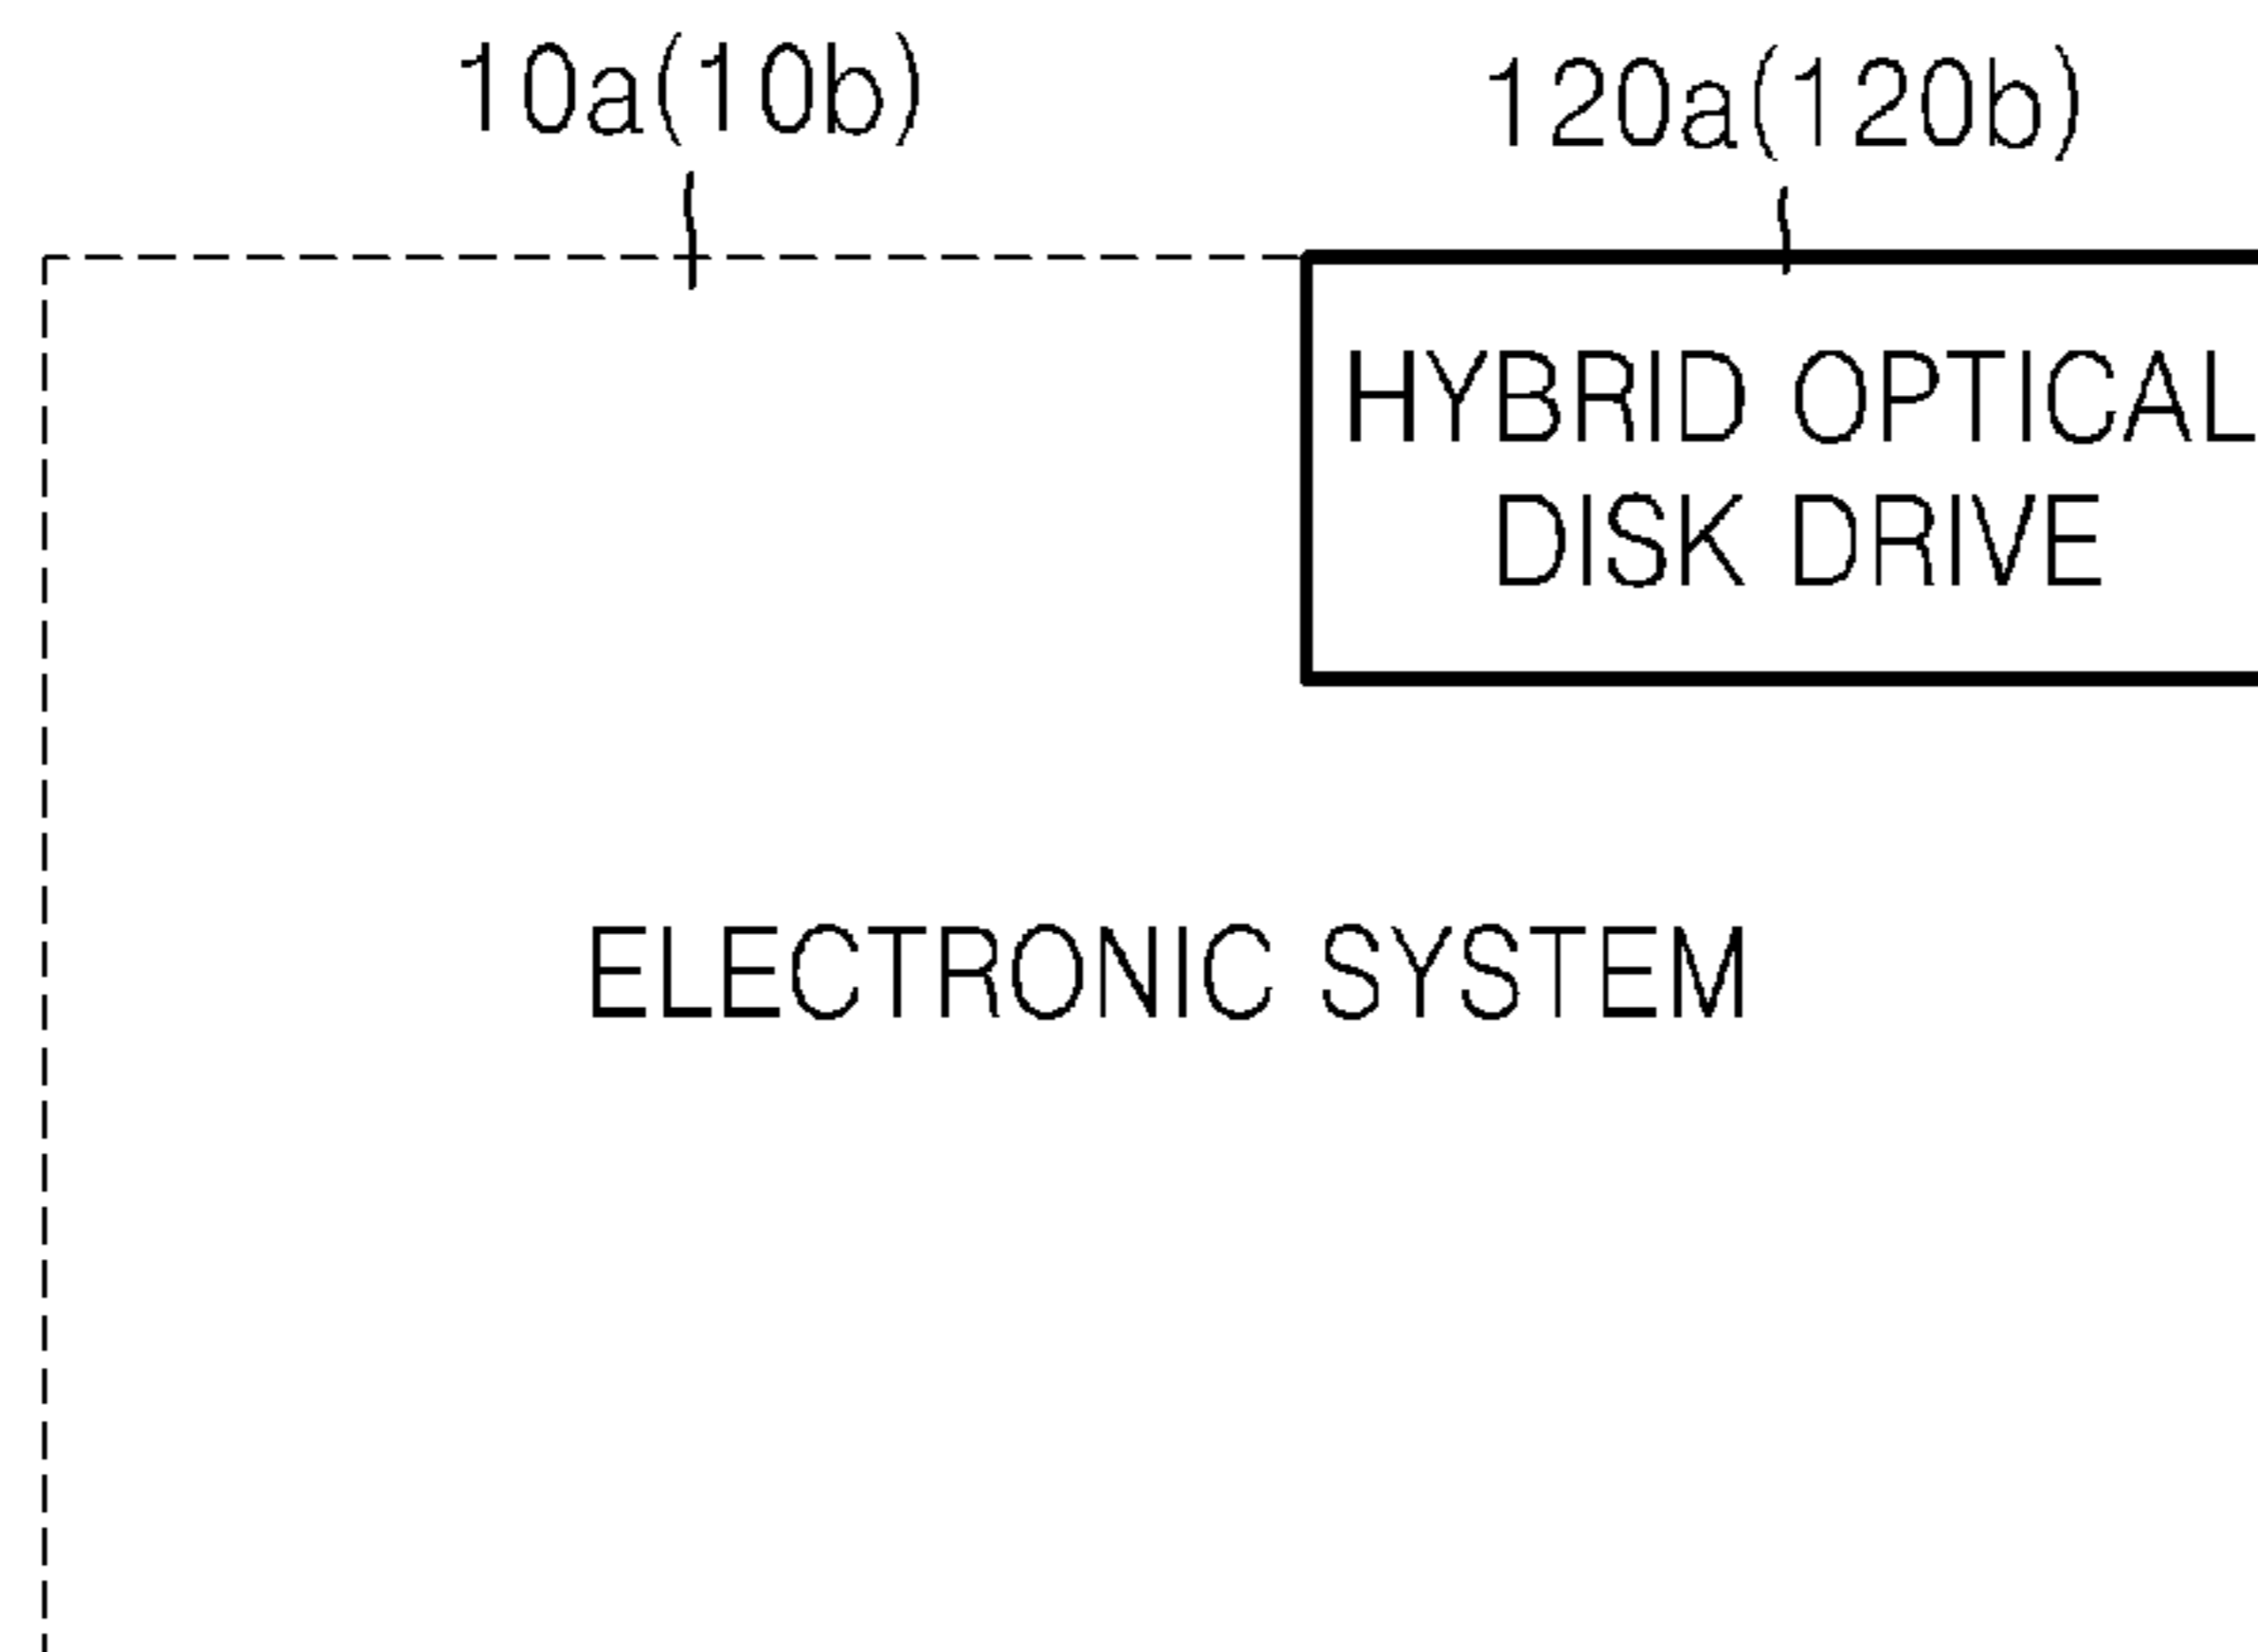 10a(10b)
120a(120b)
HYBRID OPTICAL
DISK DRIVE
ELECTRONIC SYSTEM